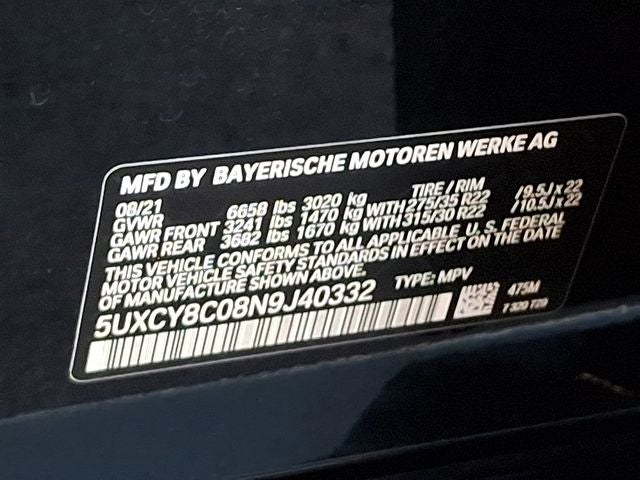 MFD BY BAYERISCHE MOTOREN WERKE AG
08/21 TIRE / RIM
GVWR 6658 lbs 3020 kg
GAWR FRONT 3241 lbs 1470 kg WITH 275/35 R22 /9.5J x 22
GAWR REAR 3682 lbs 1670 kg WITH 315/30 R22 /10.5J x 22
THIS VEHICLE CONFORMS TO ALL APPLICABLE U.S. FEDERAL
MOTOR VEHICLE SAFETY STANDARDS IN EFFECT ON THE DATE
OF MANUFACTURE SHOWN ABOVE.
5UXCY8C08N9J40332 TYPE: MPV
475M
7 320 729